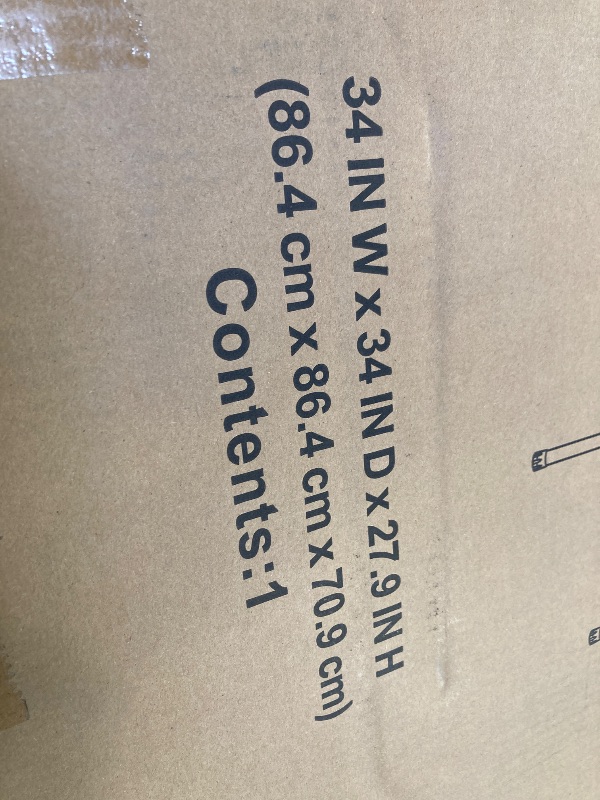 34 IN W x 34 IN D x 27.9 IN H
(86.4 cm x 86.4 cm x 70.9 cm)
Contents:1